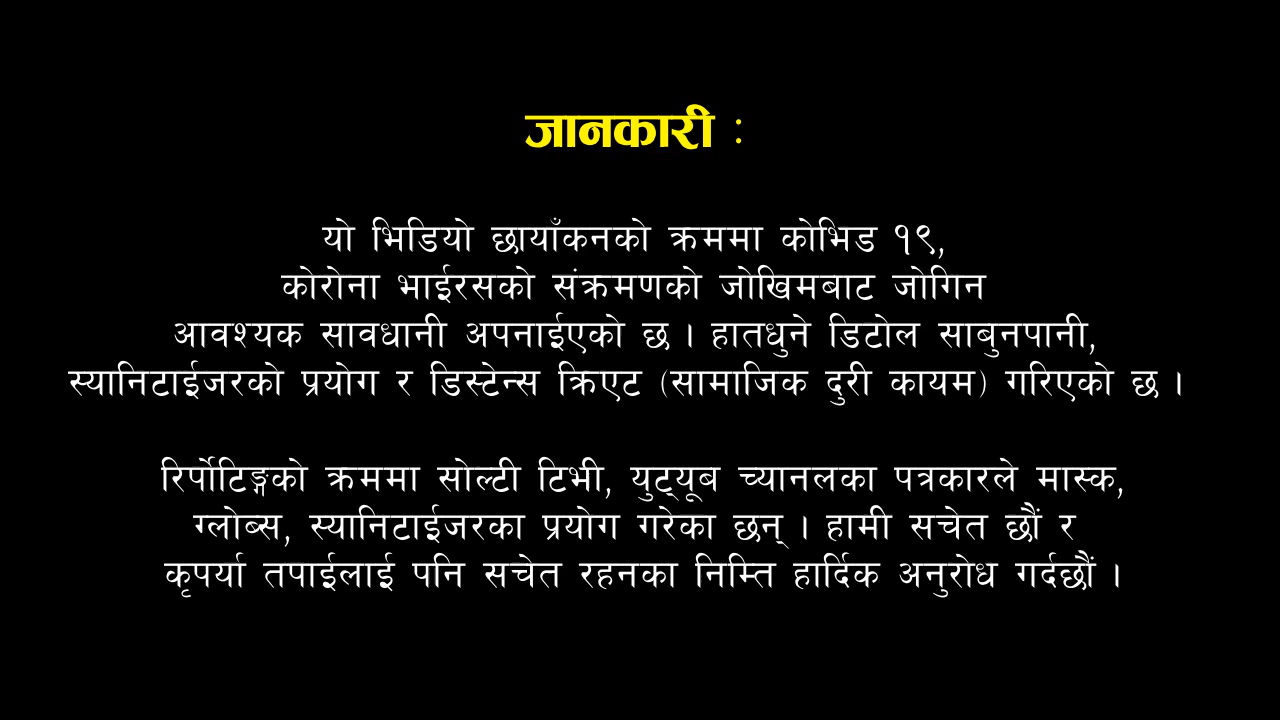 जानकारी :
यो भिडियो छायाँकनको क्रममा कोभिड १९,
कोरोना भाईरसको संक्रमणको जोखिमबाट जोगिन
आवश्यक सावधानी अपनाईएको छ । हातधुने डिटोल साबुनपानी,
स्यानिटाईजरको प्रयोग र डिस्टेन्स क्रिएट (सामाजिक दुरी कायम) गरिएको छ ।
रिर्पोटिङ्गको क्रममा सोल्टी टिभी, युट्यूब च्यानलका पत्रकारले मास्क,
ग्लोब्स, स्यानिटाईजरका प्रयोग गरेका छन् । हामी सचेत छौं र
कृपर्या तपाईलाई पनि सचेत रहनका निम्ति हार्दिक अनुरोध गर्दछौं ।